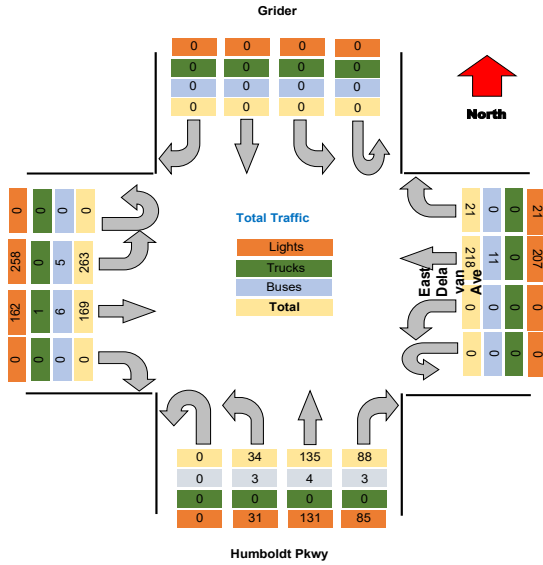 Grider
0 0 0 0
0 0 0 0
0 0 0 0
0 0 0 0
North
0 0 0 0
258 0 5 263
162 1 6 169
0 0 0 0
Total Traffic
Lights
Trucks
Buses
Total
21 0 0 21
218 11 0 207
0 0 0 0
0 0 0 0
East
Dela
van
Ave
0 34 135 88
0 3 4 3
0 0 0 0
0 31 131 85
Humboldt Pkwy